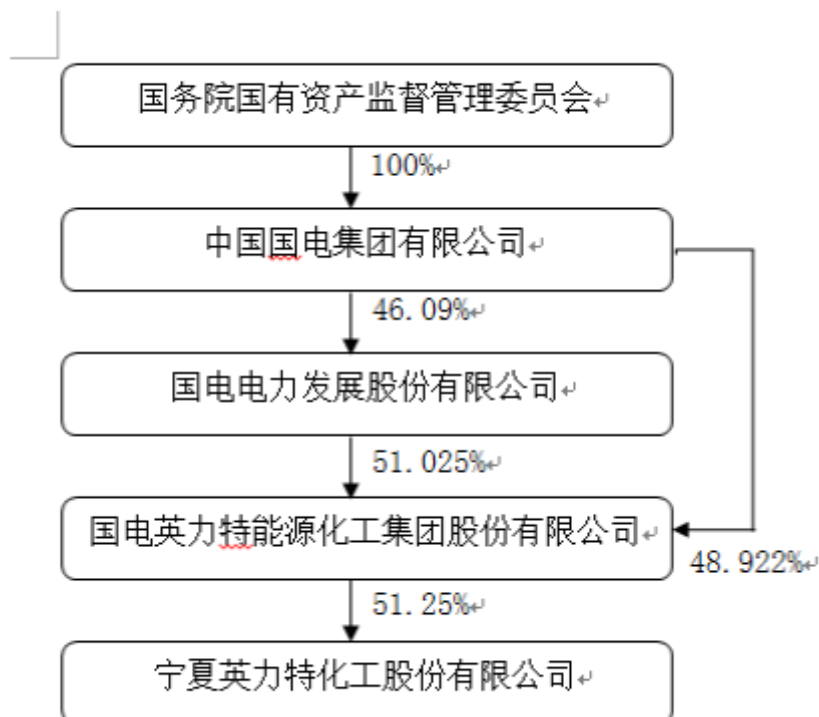 国务院国有资产监督管理委员会
100%
中国国电集团有限公司
46.09%
国电电力发展股份有限公司
51.025%
国电英力特能源化工集团股份有限公司
48.922%
51.25%
宁夏英力特化工股份有限公司